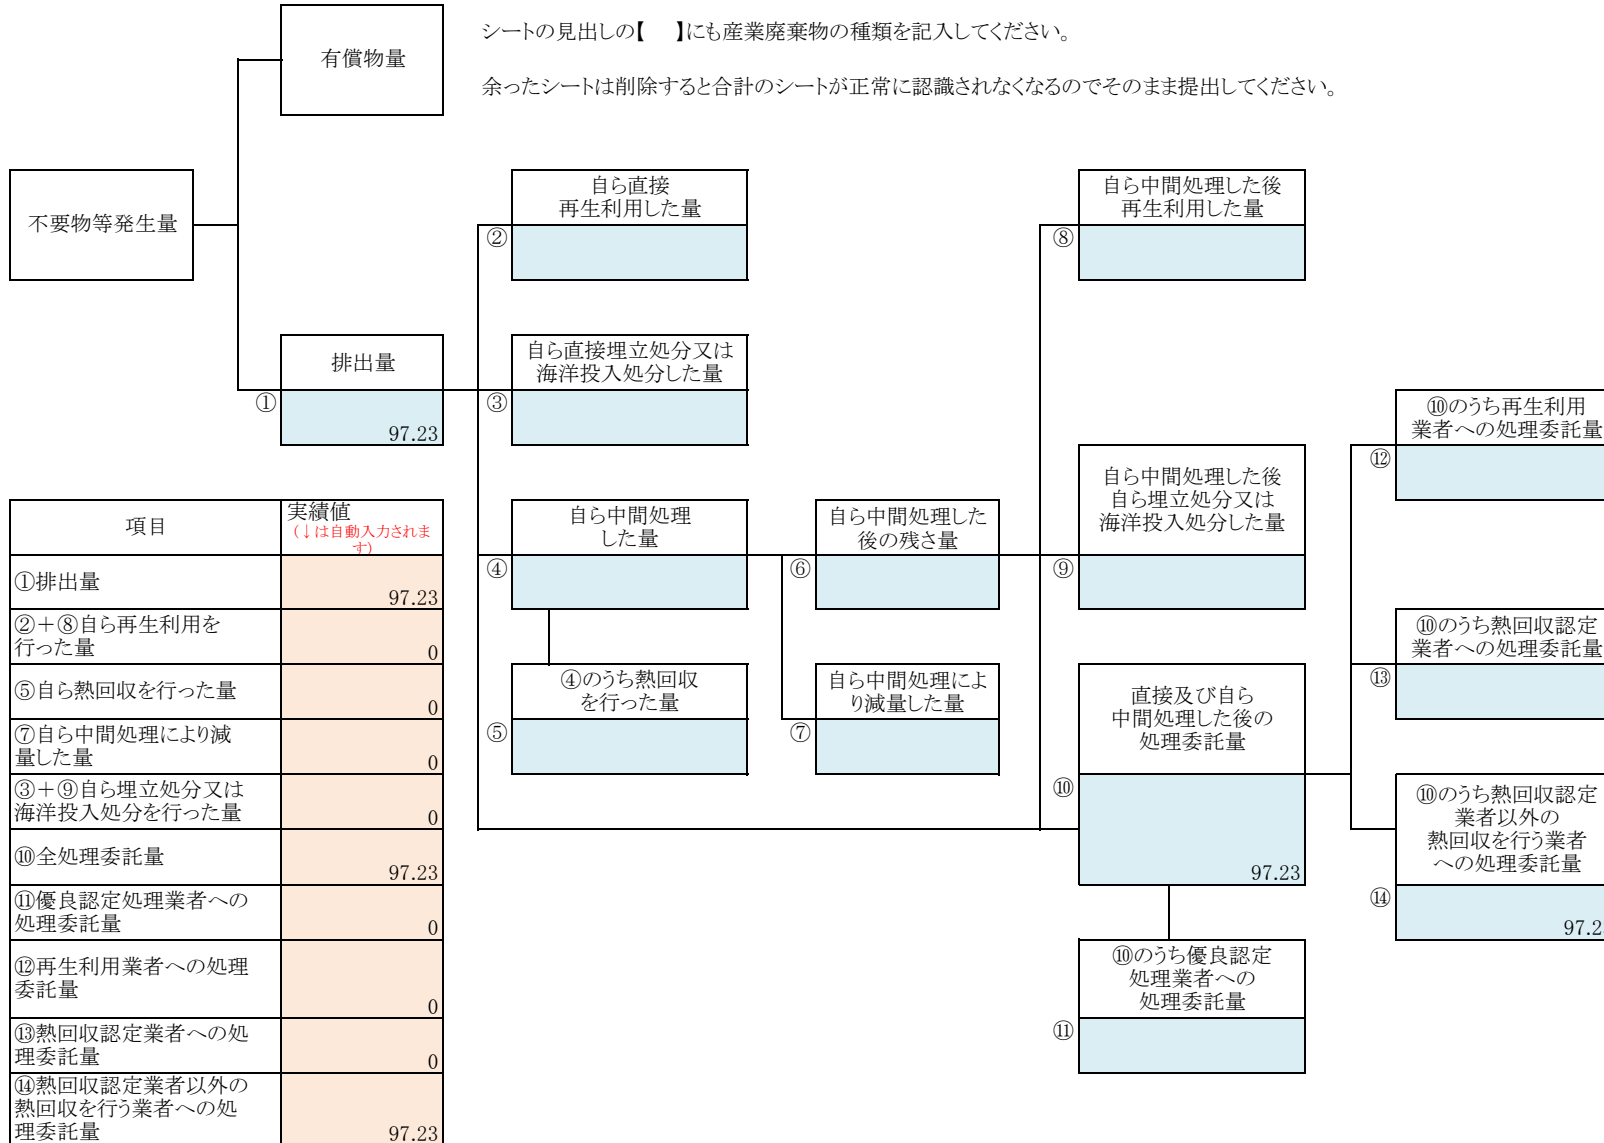 有償物量
シートの見出しの【　】にも産業廃棄物の種類を記入してください。
余ったシートは削除すると合計のシートが正常に認識されなくなるのでそのまま提出してください。
不要物等発生量
自ら直接
再生利用した量
②
自ら中間処理した後
再生利用した量
⑧
排出量
①
97.23
自ら直接埋立処分又は
海洋投入処分した量
③
⑩のうち再生利用
業者への処理委託量
⑫
自ら中間処理
した量
④
自ら中間処理した
後の残さ量
⑥
自ら中間処理した後
自ら埋立処分又は
海洋投入処分した量
⑨
⑩のうち熱回収認定
業者への処理委託量
⑬
④のうち熱回収
を行った量
⑤
自ら中間処理によ
り減量した量
⑦
直接及び自ら
中間処理した後の
処理委託量
⑩
97.23
⑩のうち熱回収認定
業者以外の
熱回収を行う業者
への処理委託量
⑭
97.2
⑩のうち優良認定
処理業者への
処理委託量
⑪
項目
実績値
(↓は自動入力されま
す)
①排出量
97.23
②＋⑧自ら再生利用を
行った量
0
⑤自ら熱回収を行った量
0
⑦自ら中間処理により減
量した量
0
③＋⑨自ら埋立処分又は
海洋投入処分を行った量
0
⑩全処理委託量
97.23
⑪優良認定処理業者への
処理委託量
0
⑫再生利用業者への処理
委託量
0
⑬熱回収認定業者への処
理委託量
0
⑭熱回収認定業者以外の
熱回収を行う業者への処
理委託量
97.23